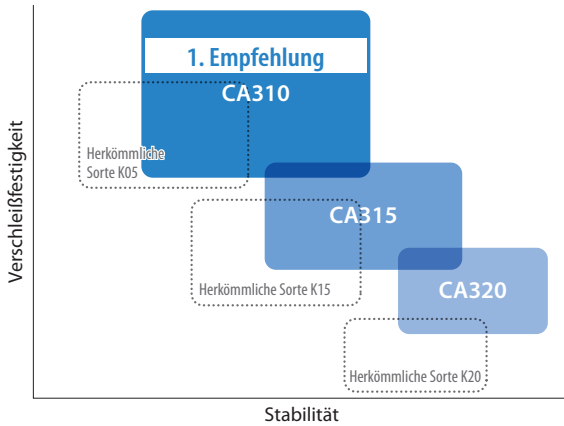 Verschleißfestigkeit
1. Empfehlung
CA310
Herkömmliche
Sorte K05
CA315
Herkömmliche Sorte K15
CA320
Herkömmliche Sorte K20
Stabilität